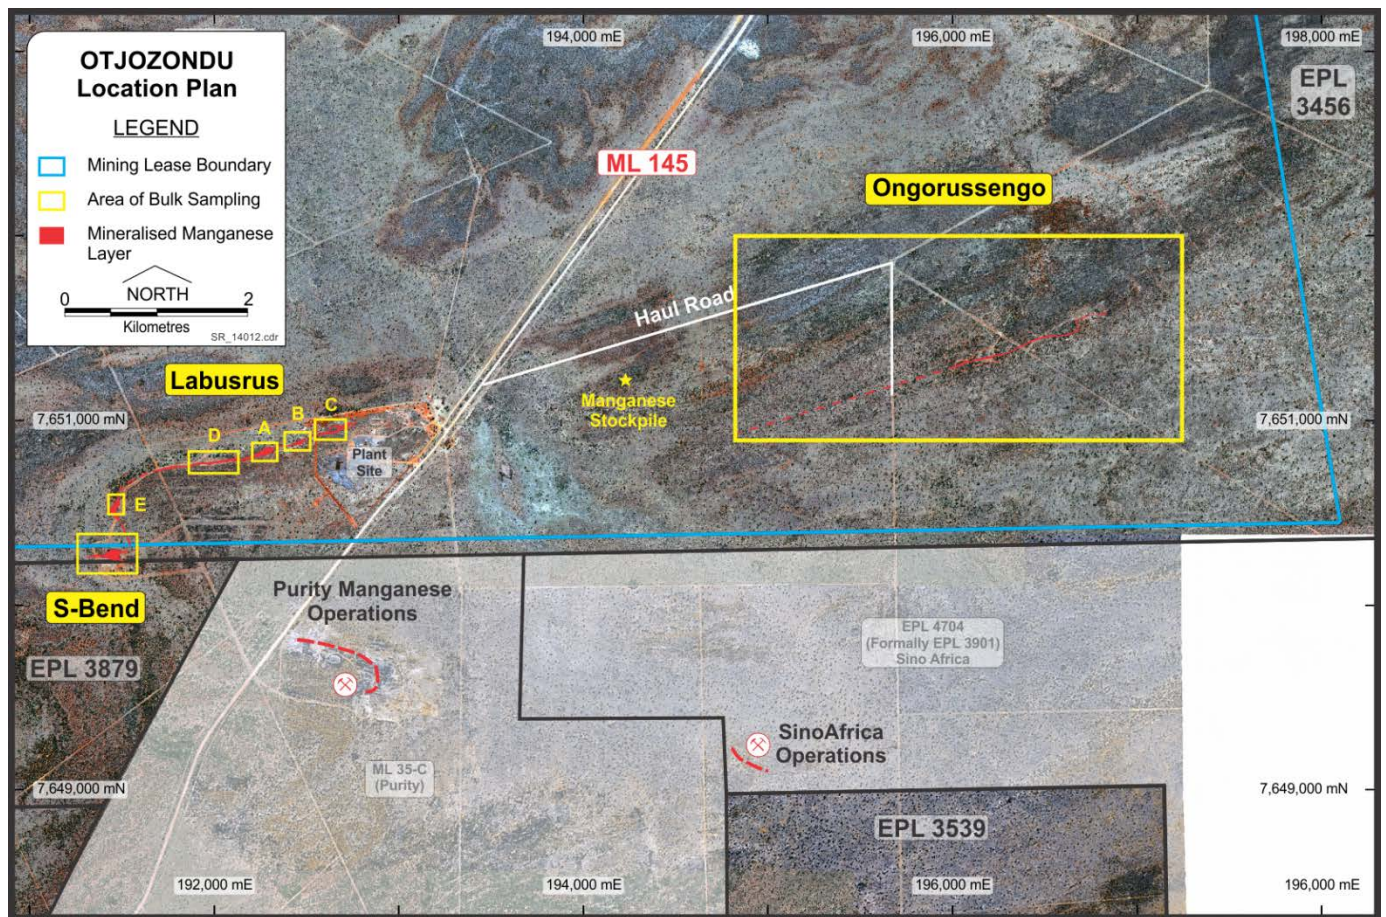 OTJOZONDU
Location Plan
LEGEND
Mining Lease Boundary
Area of Bulk Sampling
Mineralised Manganese
Layer
NORTH
0
2
Kilometres
SR_14012.cdr
194,000 mE
196,000 mE
198,000 mE
EPL
3456
ML 145
Ongorussengo
Haul Road
Labusrus
Manganese
Stockpile
7,651,000 mN
7,651,000 mN
D
A
B
C
Plant
Site
E
S-Bend
Purity Manganese
Operations
EPL 4704
(Formally EPL 3901)
Sino Africa
EPL 3879
SinoAfrica
Operations
ML 35-C
(Purity)
7,649,000 mN
7,649,000 mN
EPL 3539
192,000 mE
194,000 mE
196,000 mE
196,000 mE